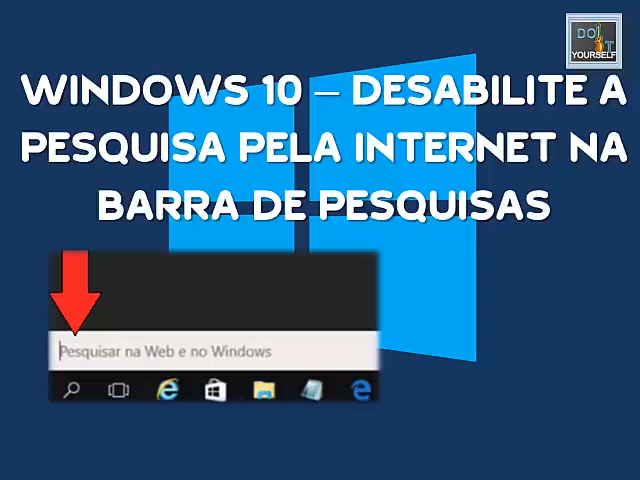 DO IT
YOURSELF
WINDOWS 10 – DESABILITE A
PESQUISA PELA INTERNET NA
BARRA DE PESQUISAS
Pesquisar na Web e no Windows